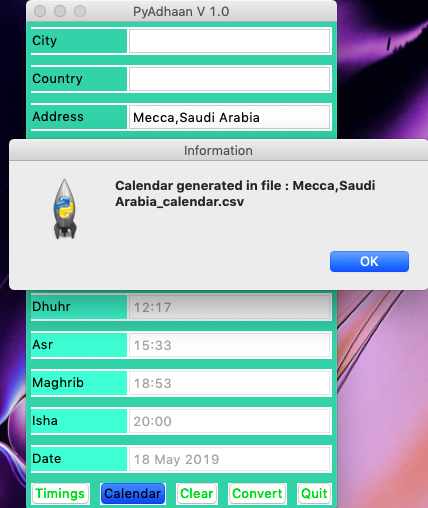 PyAdhaan V 1.0
City
Country
Address Mecca,Saudi Arabia
Information
Calendar generated in file : Mecca,Saudi
Arabia_calendar.csv
OK
Dhuhr 12:17
Asr 15:33
Maghrib 18:53
Isha 20:00
Date 18 May 2019
Timings Calendar Clear Convert Quit